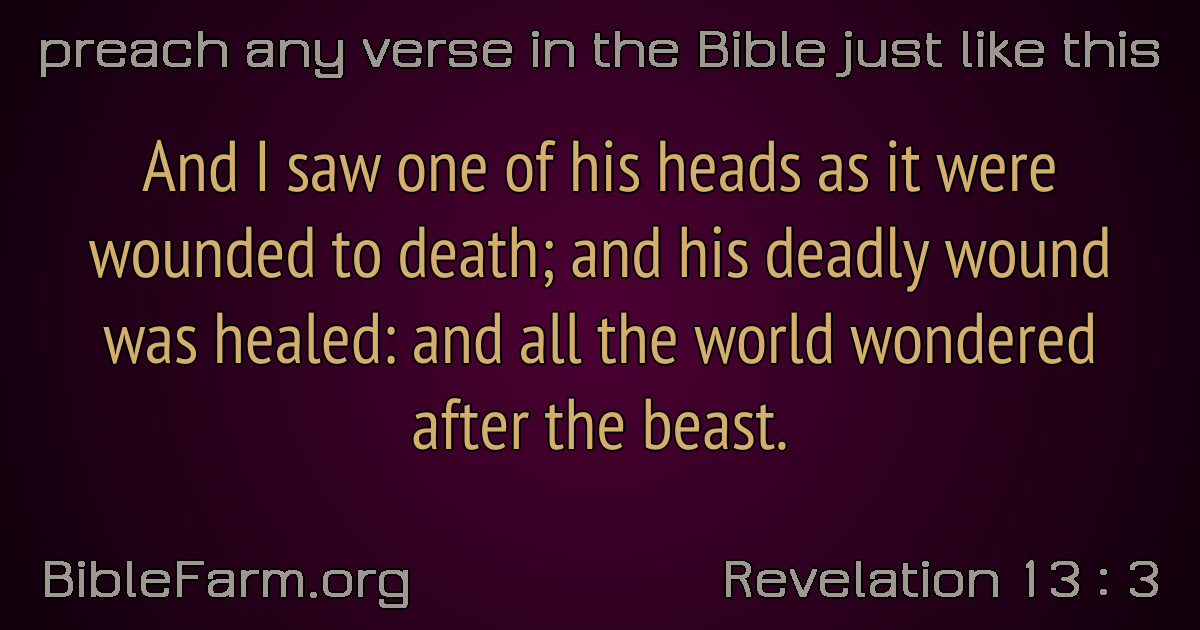 preach any verse in the Bible just like this
And I saw one of his heads as it were
wounded to death; and his deadly wound
was healed: and all the world wondered
after the beast.
BibleFarm.org
Revelation 13 : 3